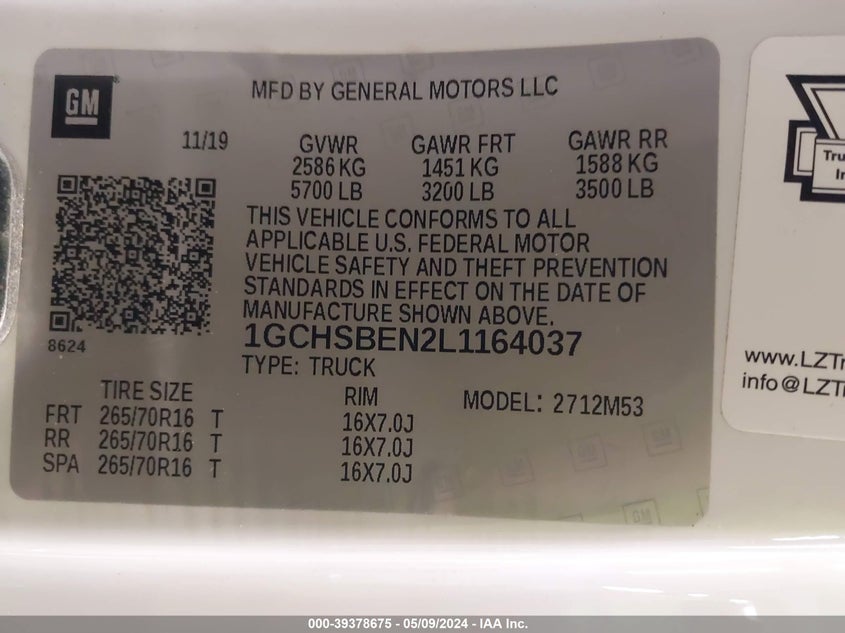 GM
MFD BY GENERAL MOTORS LLC
11/19
GVWR GAWR FRT GAWR RR
2586 KG 1451 KG 1588 KG
5700 LB 3200 LB 3500 LB
THIS VEHICLE CONFORMS TO ALL
APPLICABLE U.S. FEDERAL MOTOR
VEHICLE SAFETY AND THEFT PREVENTION
STANDARDS IN EFFECT ON THE DATE OF
MANUFACTURE SHOWN ABOVE.
8624
1GCHSBEN2L1164037
TYPE: TRUCK
TIRE SIZE RIM MODEL: 2712M53
FRT 265/70R16 T 16X7.0J
RR 265/70R16 T 16X7.0J
SPA 265/70R16 T 16X7.0J
GM
www.LZTr
info@LZT
000-39378675 - 05/09/2024 - IAA Inc.